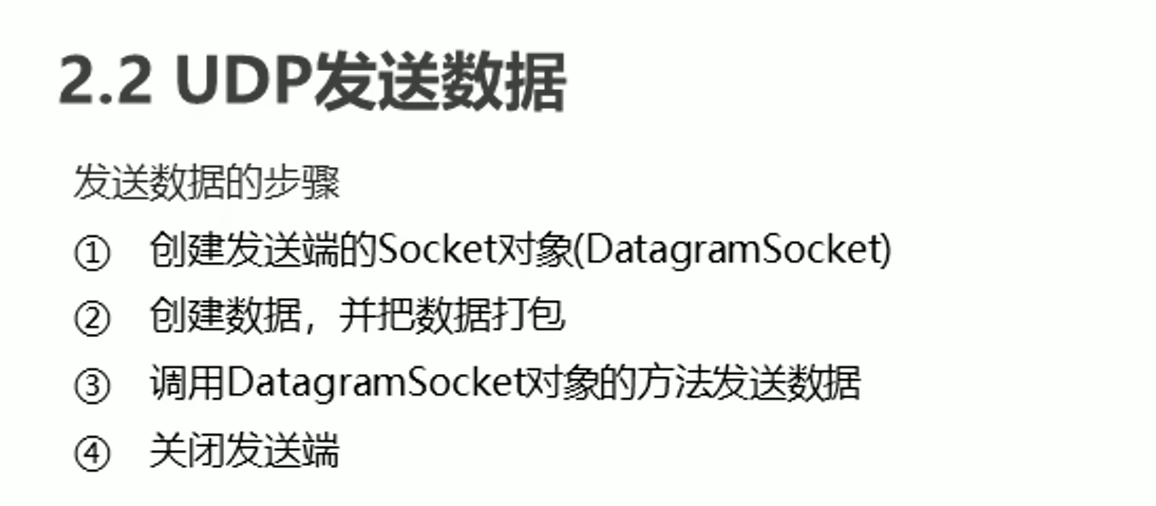 2.2 UDP发送数据
发送数据的步骤
① 创建发送端的Socket对象(DatagramSocket)
② 创建数据，并把数据打包
③ 调用DatagramSocket对象的方法发送数据
④ 关闭发送端